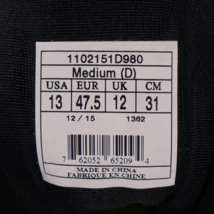 1102151D980
Medium (D)
USA EUR UK CM
13 47.5 12 31
12 / 15 1362
7 62052 65209 4
MADE IN CHINA
FABRIQUÉ EN CHINE